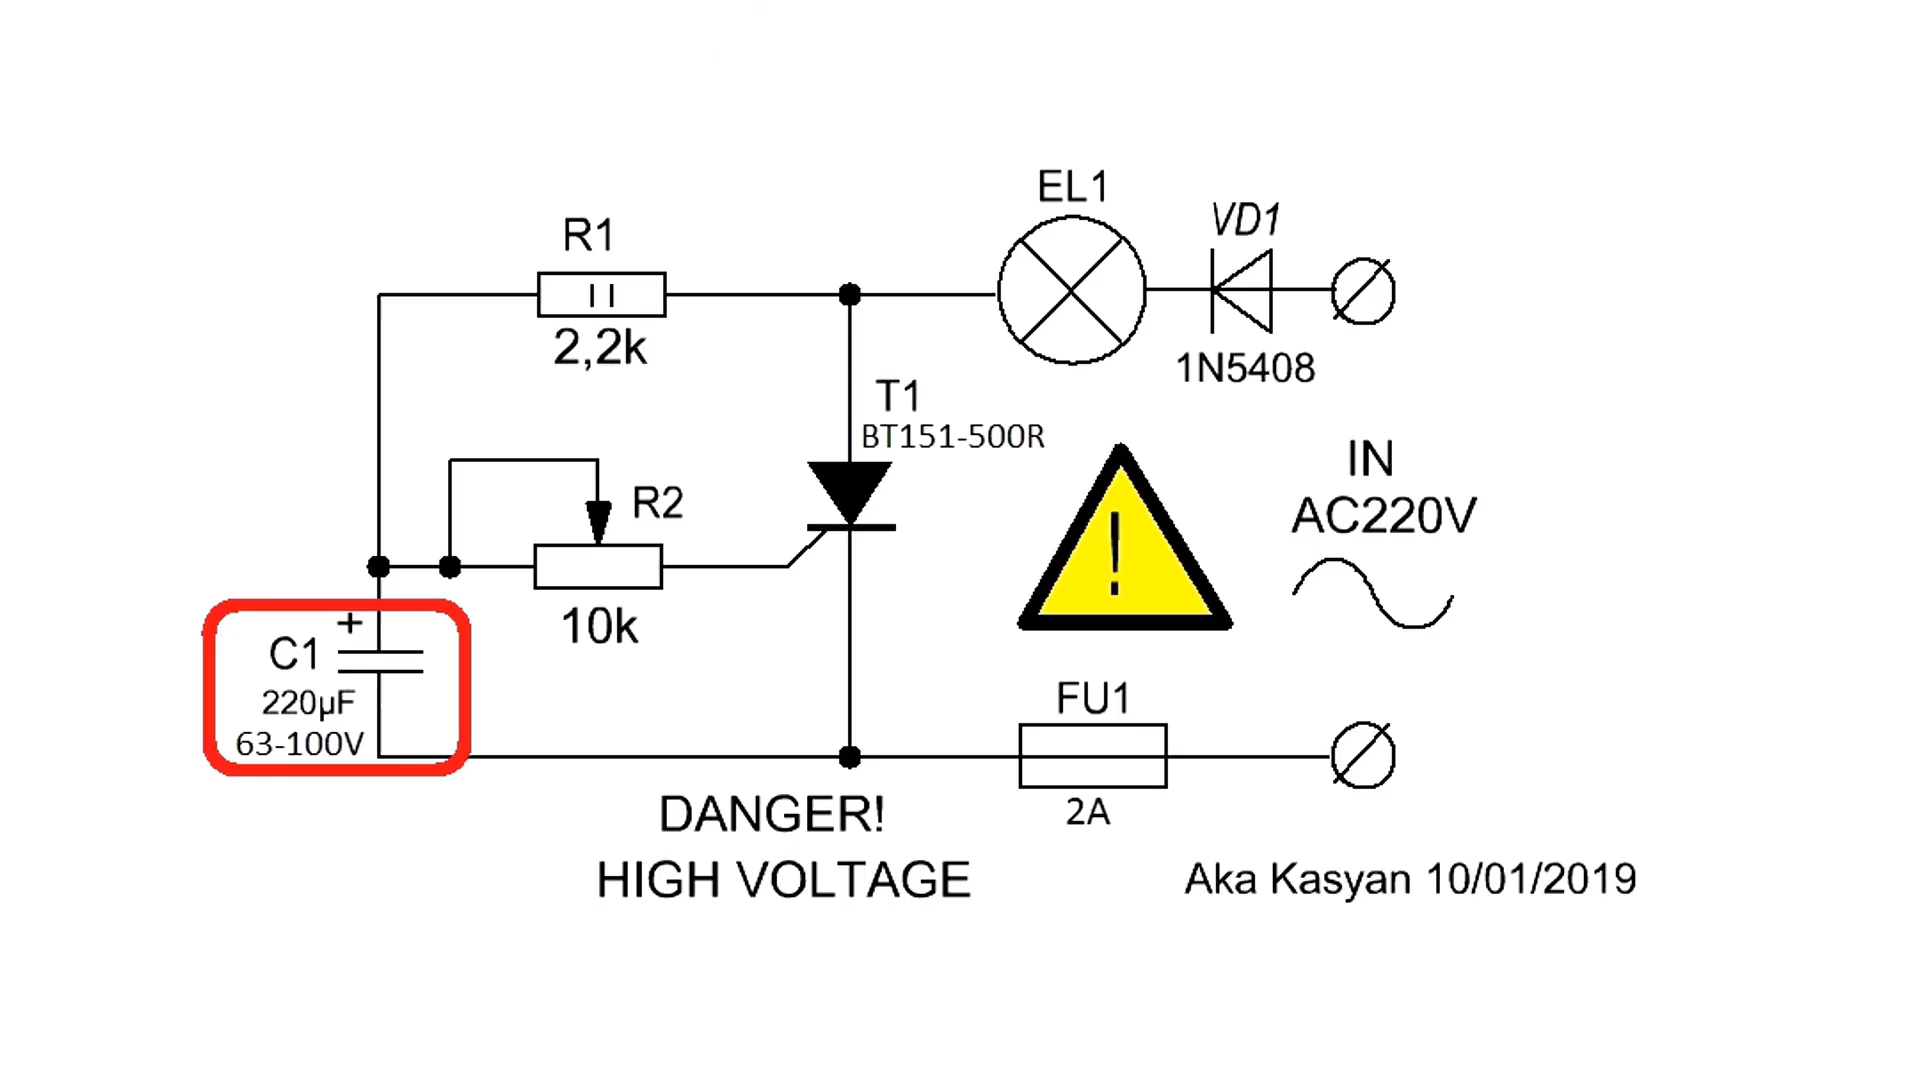 EL1
VD1
R1
2,2k
1N5408
T1
BT151-500R
IN
AC220V
R2
10k
+
C1
220µF
63-100V
!
FU1
2A
DANGER!
HIGH VOLTAGE
Aka Kasyan 10/01/2019